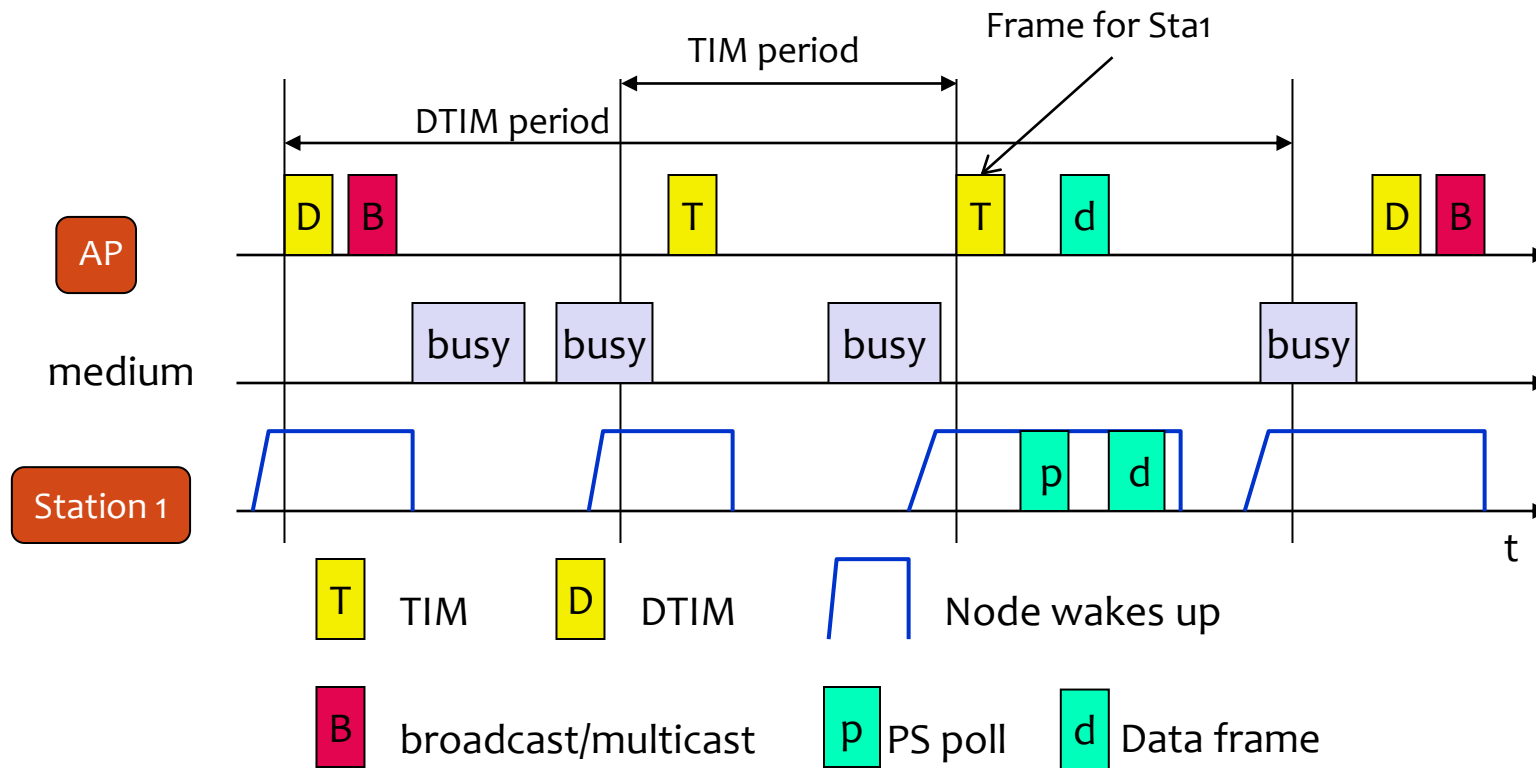 Frame for Sta1
TIM period
DTIM period
D B T T d D B
AP
busy busy busy busy
medium
p d
Station 1
t
T TIM D DTIM Node wakes up
B broadcast/multicast p PS poll d Data frame